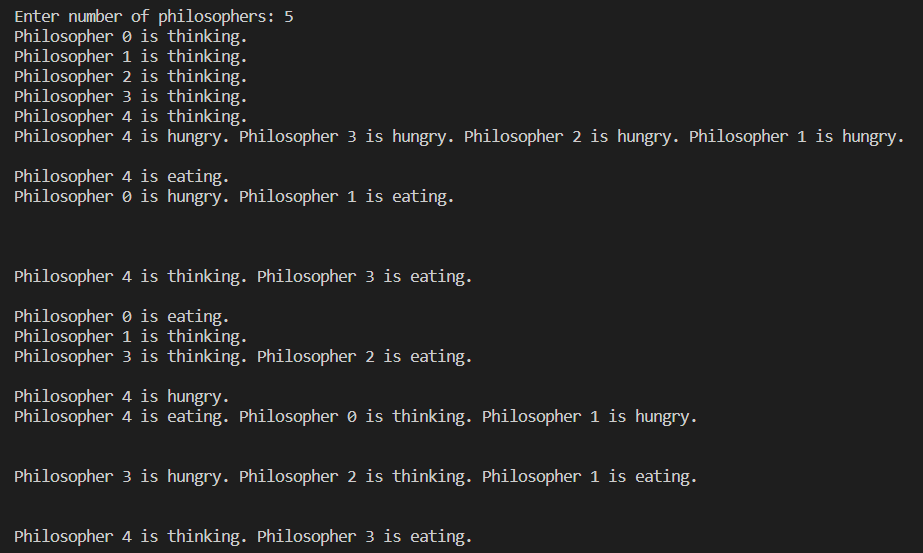 Enter number of philosophers: 5
Philosopher 0 is thinking.
Philosopher 1 is thinking.
Philosopher 2 is thinking.
Philosopher 3 is thinking.
Philosopher 4 is thinking.
Philosopher 4 is hungry. Philosopher 3 is hungry. Philosopher 2 is hungry. Philosopher 1 is hungry.
Philosopher 4 is eating.
Philosopher 0 is hungry. Philosopher 1 is eating.
Philosopher 4 is thinking. Philosopher 3 is eating.
Philosopher 0 is eating.
Philosopher 1 is thinking.
Philosopher 3 is thinking. Philosopher 2 is eating.
Philosopher 4 is hungry.
Philosopher 4 is eating. Philosopher 0 is thinking. Philosopher 1 is hungry.
Philosopher 3 is hungry. Philosopher 2 is thinking. Philosopher 1 is eating.
Philosopher 4 is thinking. Philosopher 3 is eating.